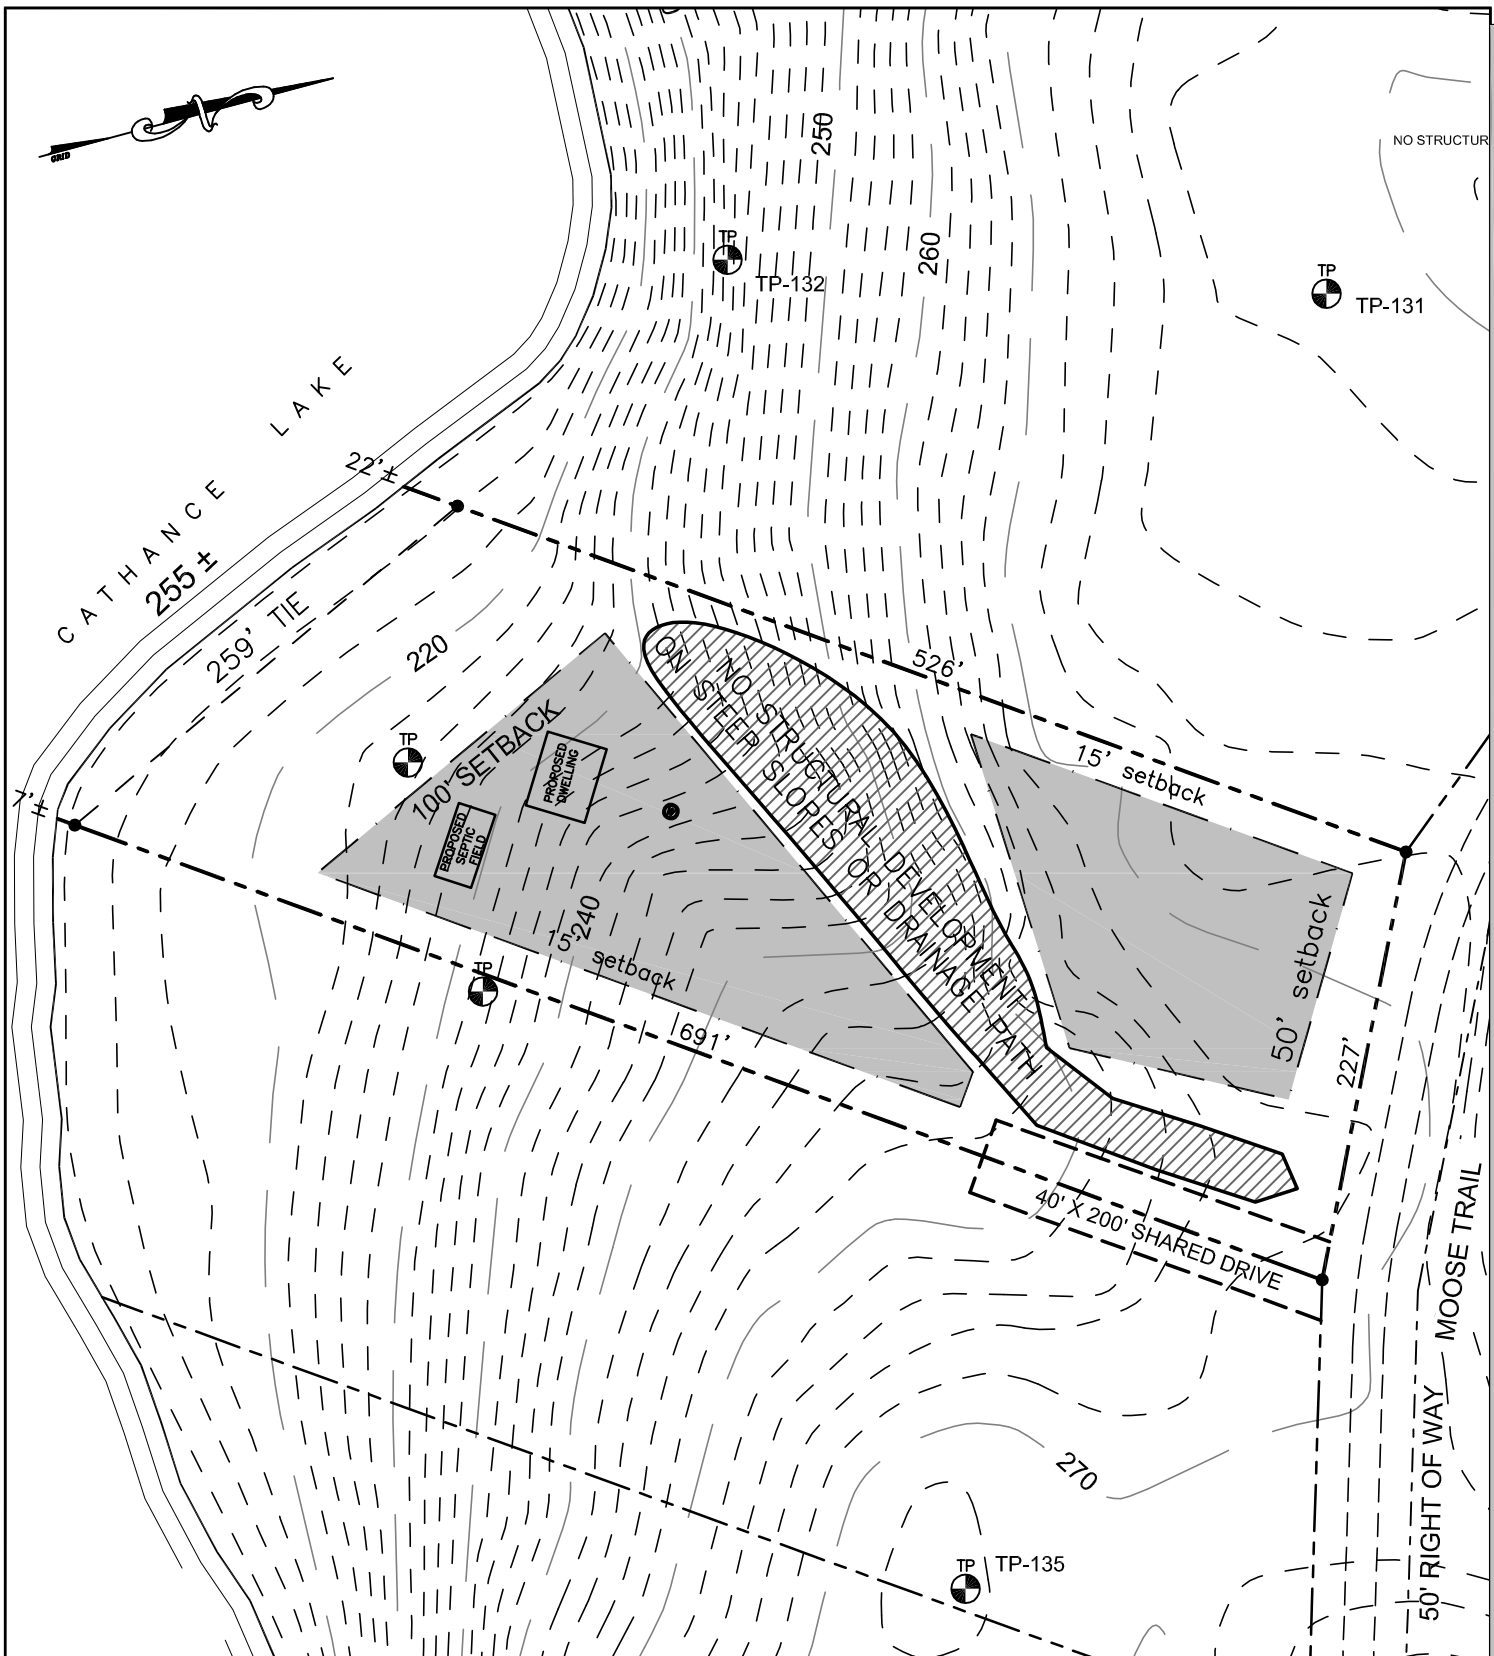 GRID
250
NO STRUCTUR
260
TP
TP-132
TP
TP-131
CATHANCE LAKE
22'±
255 ±
259' TIE
220
526'
NO STRUCTURAL DEVELOPMENT
ON STEEP SLOPES OR DRAINAGE PATH
100' SETBACK
TP
PROPOSED
DWELLING
PROPOSED
SEPTIC
FIELD
15' setback
7'±
240
15' setback
TP
50' setback
691'
227'
40' X 200' SHARED DRIVE
MOOSE TRAIL
50' RIGHT OF WAY
270
TP
TP-135